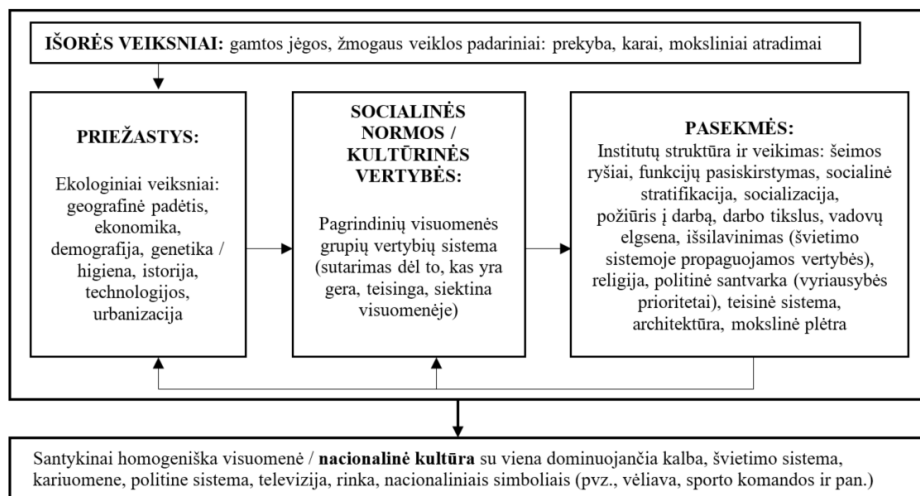 IŠORĖS VEIKSNIAI: gamtos jėgos, žmogaus veiklos padariniai: prekyba, karai, moksliniai atradimai
PRIEŽASTYS:
Ekologiniai veiksniai:
geografinė padėtis,
ekonomika,
demografija, genetika /
higiena, istorija,
technologijos,
urbanizacija
SOCIALINĖS
NORMOS /
KULTŪRINĖS
VERTYBĖS:
Pagrindinių visuomenės
grupių vertybių sistema
(sutarimas dėl to, kas yra
gera, teisinga, siektina
visuomenėje)
PASEKMĖS:
Institutų struktūra ir veikimas: šeimos
ryšiai, funkcijų pasiskirstymas, socialinė
stratifikacija, socializacija,
požiūris į darbą, darbo tikslus, vadovų
elgsena, išsilavinimas (švietimo
sistemoje propaguojamos vertybės),
religija, politinė santvarka (vyriausybės
prioritetai), teisinė sistema,
architektūra, mokslinė plėtra
Santykinai homogeniška visuomenė / nacionalinė kultūra su viena dominuojančia kalba, švietimo sistema,
kariuomene, politine sistema, televizija, rinka, nacionaliniais simboliais (pvz., vėliava, sporto komandos ir pan.)